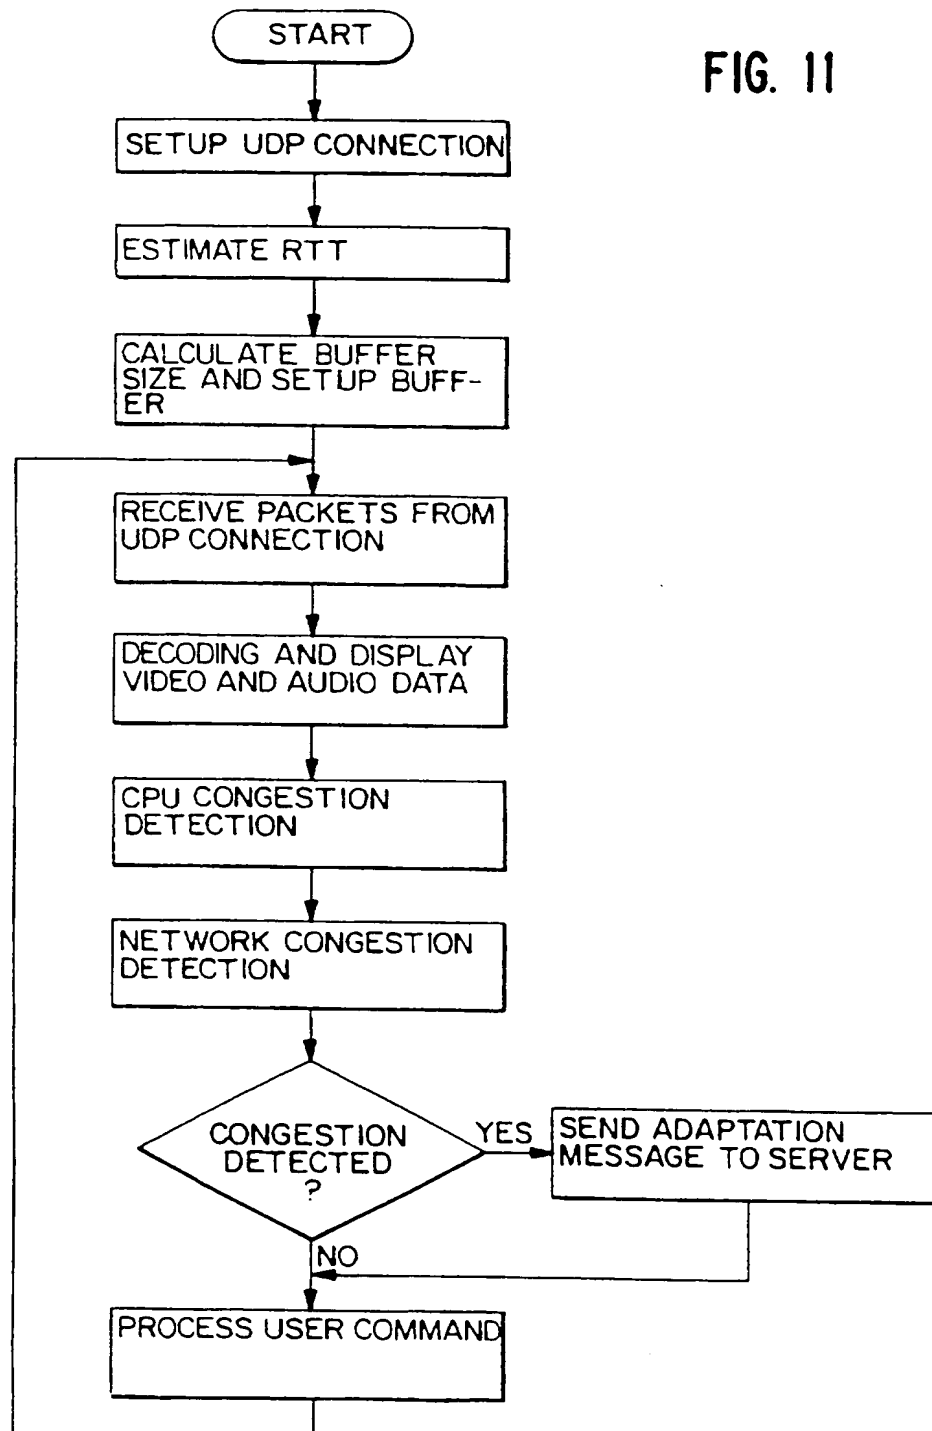 START
FIG. 11
SETUP UDP CONNECTION
ESTIMATE RTT
CALCULATE BUFFER
SIZE AND SETUP BUFF-
ER
RECEIVE PACKETS FROM
UDP CONNECTION
DECODING AND DISPLAY
VIDEO AND AUDIO DATA
CPU CONGESTION
DETECTION
NETWORK CONGESTION
DETECTION
CONGESTION
DETECTED
?
YES
SEND ADAPTATION
MESSAGE TO SERVER
NO
PROCESS USER COMMAND